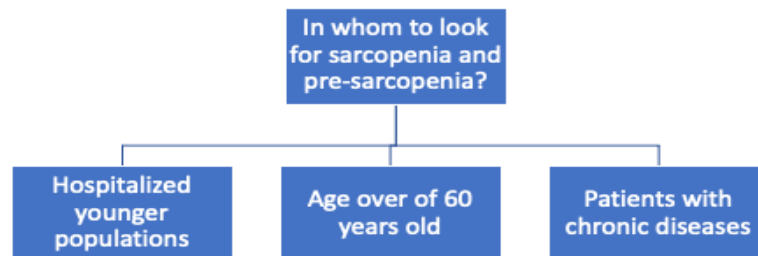 In whom to look
for sarcopenia and
pre-sarcopenia?
Hospitalized
younger
populations
Age over of 60
years old
Patients with
chronic diseases